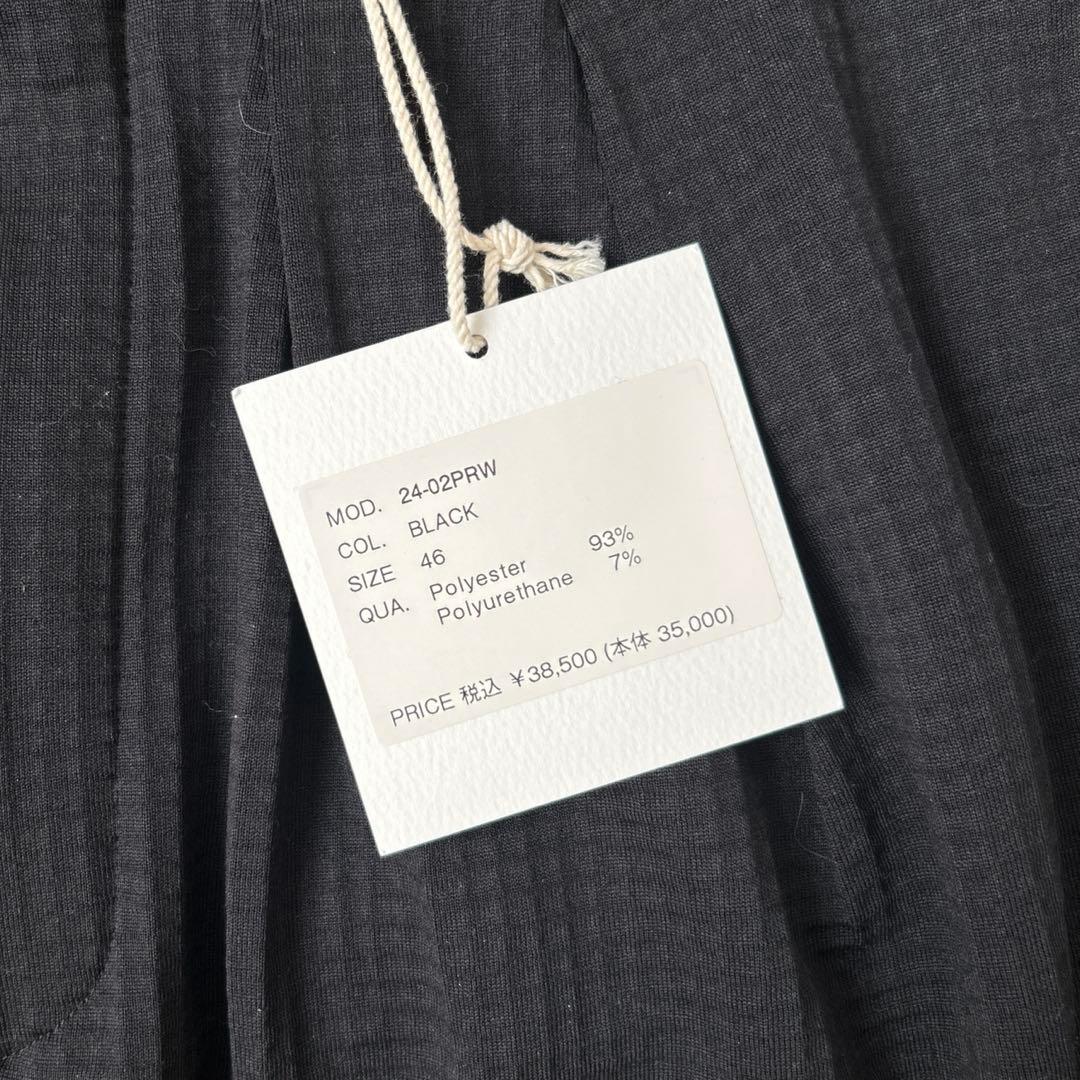 MOD. 24-02PRW
COL. BLACK
SIZE 46
QUA. Polyester 93%
Polyurethane 7%
PRICE 税込 ¥38,500 (本体 35,000)